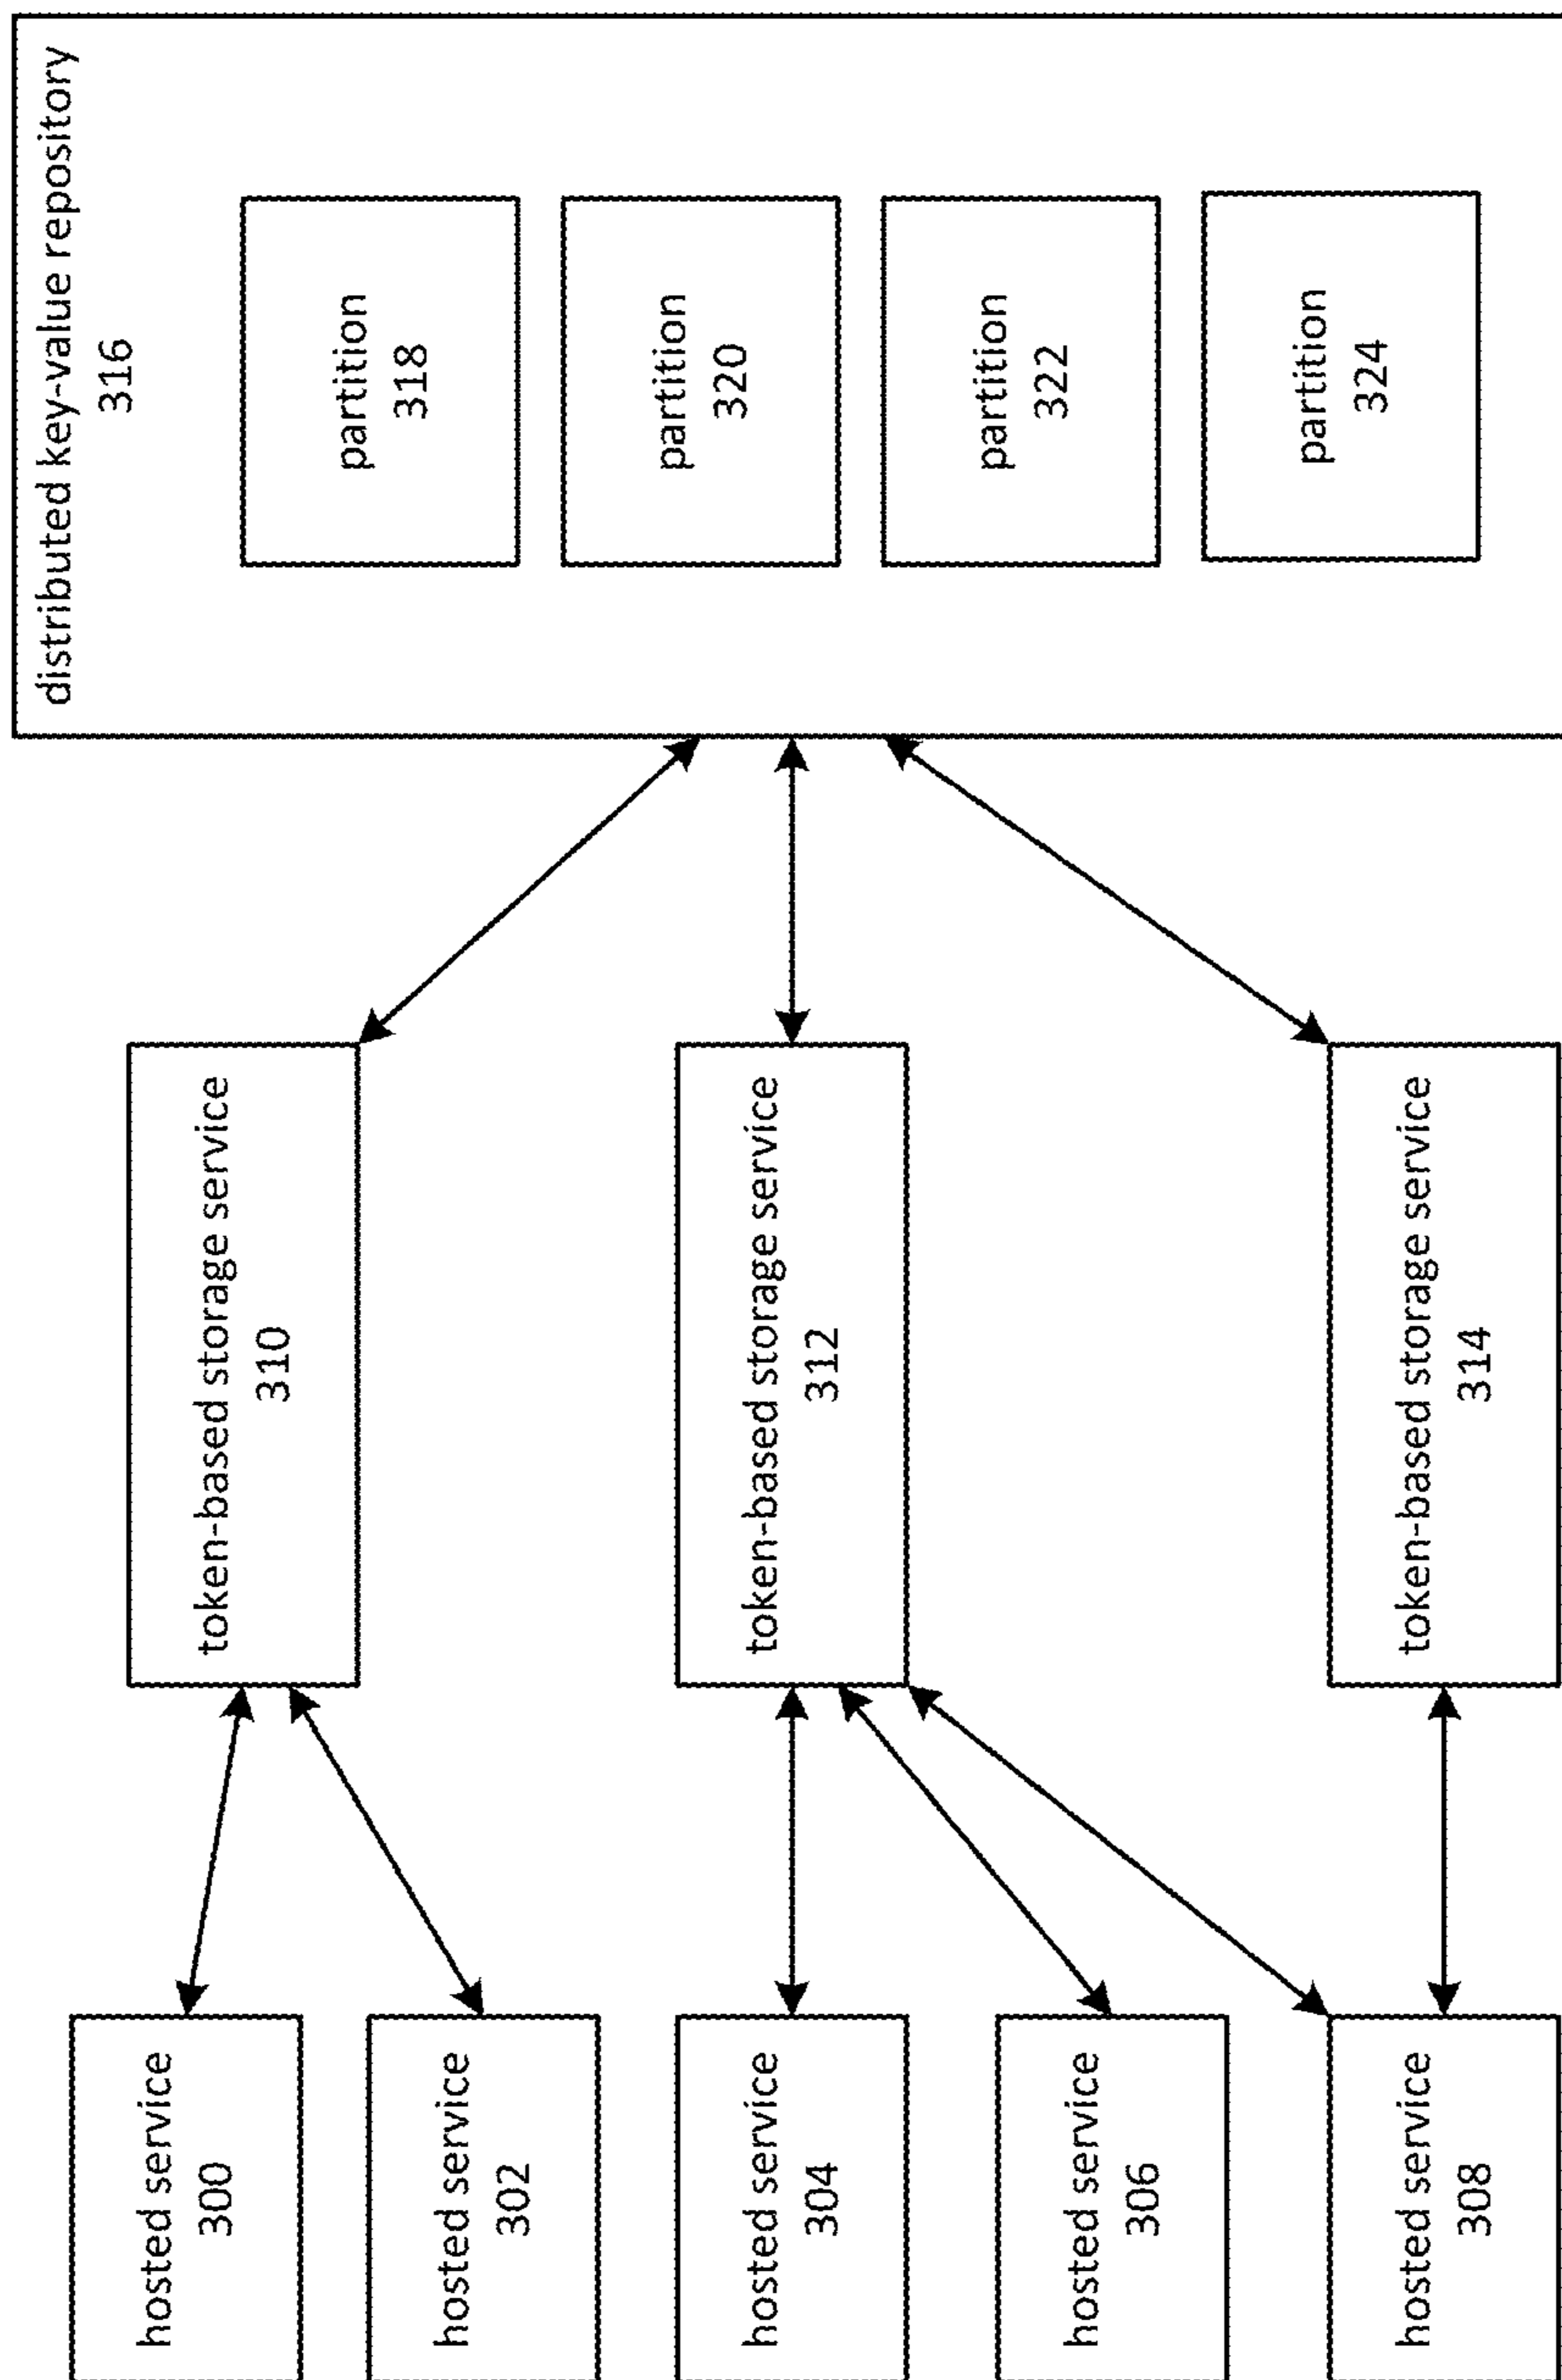 hosted service
300
hosted service
302
hosted service
304
hosted service
306
hosted service
308
token-based storage service
310
token-based storage service
312
token-based storage service
314
distributed key-value repository
316
partition
318
partition
320
partition
322
partition
324